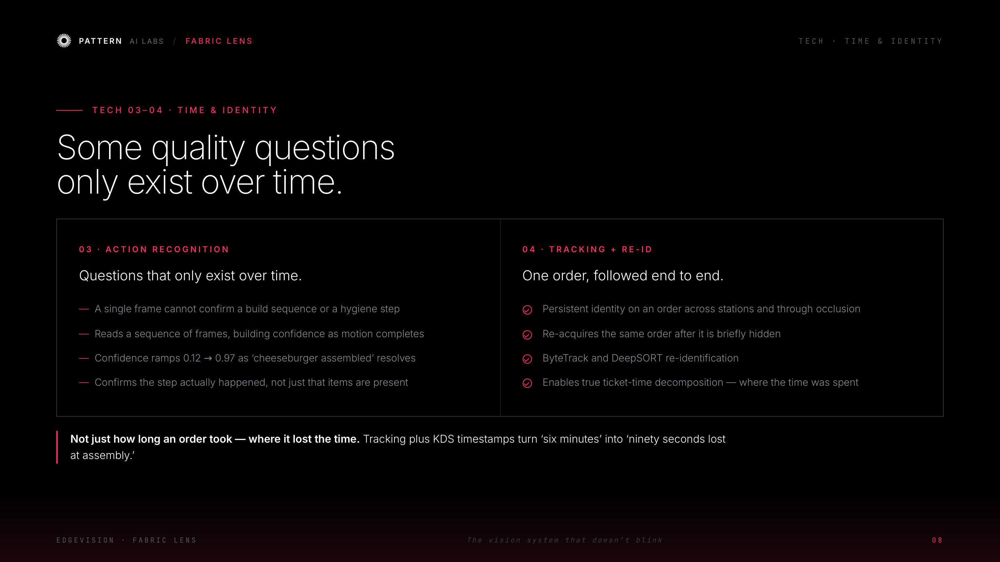 PATTERN AI LABS / FABRIC LENS
TECH · TIME & IDENTITY
TECH 03–04 · TIME & IDENTITY
Some quality questions
only exist over time.
03 · ACTION RECOGNITION
Questions that only exist over time.
— A single frame cannot confirm a build sequence or a hygiene step
— Reads a sequence of frames, building confidence as motion completes
— Confidence ramps 0.12 → 0.97 as ‘cheeseburger assembled’ resolves
— Confirms the step actually happened, not just that items are present
04 · TRACKING + RE-ID
One order, followed end to end.
Persistent identity on an order across stations and through occlusion
Re-acquires the same order after it is briefly hidden
ByteTrack and DeepSORT re-identification
Enables true ticket-time decomposition — where the time was spent
Not just how long an order took — where it lost the time. Tracking plus KDS timestamps turn ‘six minutes’ into ‘ninety seconds lost
at assembly.’
EDGEVISION · FABRIC LENS
The vision system that doesn’t blink
08